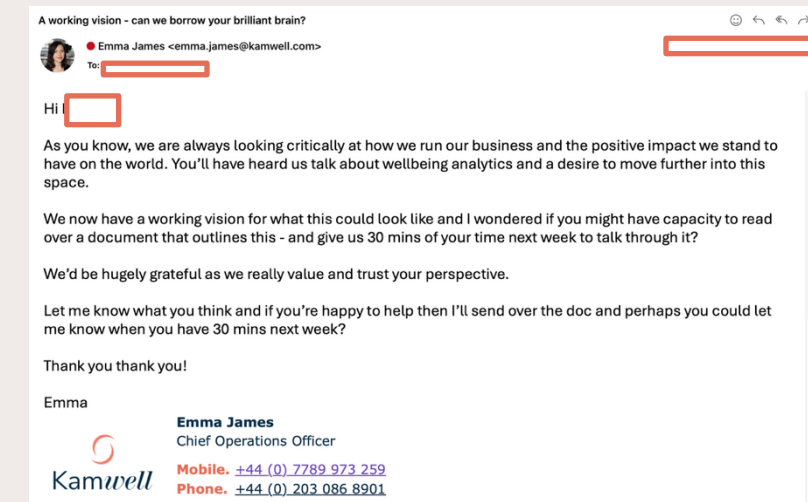 A working vision - can we borrow your brilliant brain?
Emma James <emma.james@kamwell.com>
To:
Hi
As you know, we are always looking critically at how we run our business and the positive impact we stand to
have on the world. You'll have heard us talk about wellbeing analytics and a desire to move further into this
space.
We now have a working vision for what this could look like and I wondered if you might have capacity to read
over a document that outlines this - and give us 30 mins of your time next week to talk through it?
We'd be hugely grateful as we really value and trust your perspective.
Let me know what you think and if you're happy to help then I'll send over the doc and perhaps you could let
me know when you have 30 mins next week?
Thank you thank you!
Emma
Emma James
Chief Operations Officer
Kamwell
Mobile. +44 (0) 7789 973 259
Phone. +44 (0) 203 086 8901